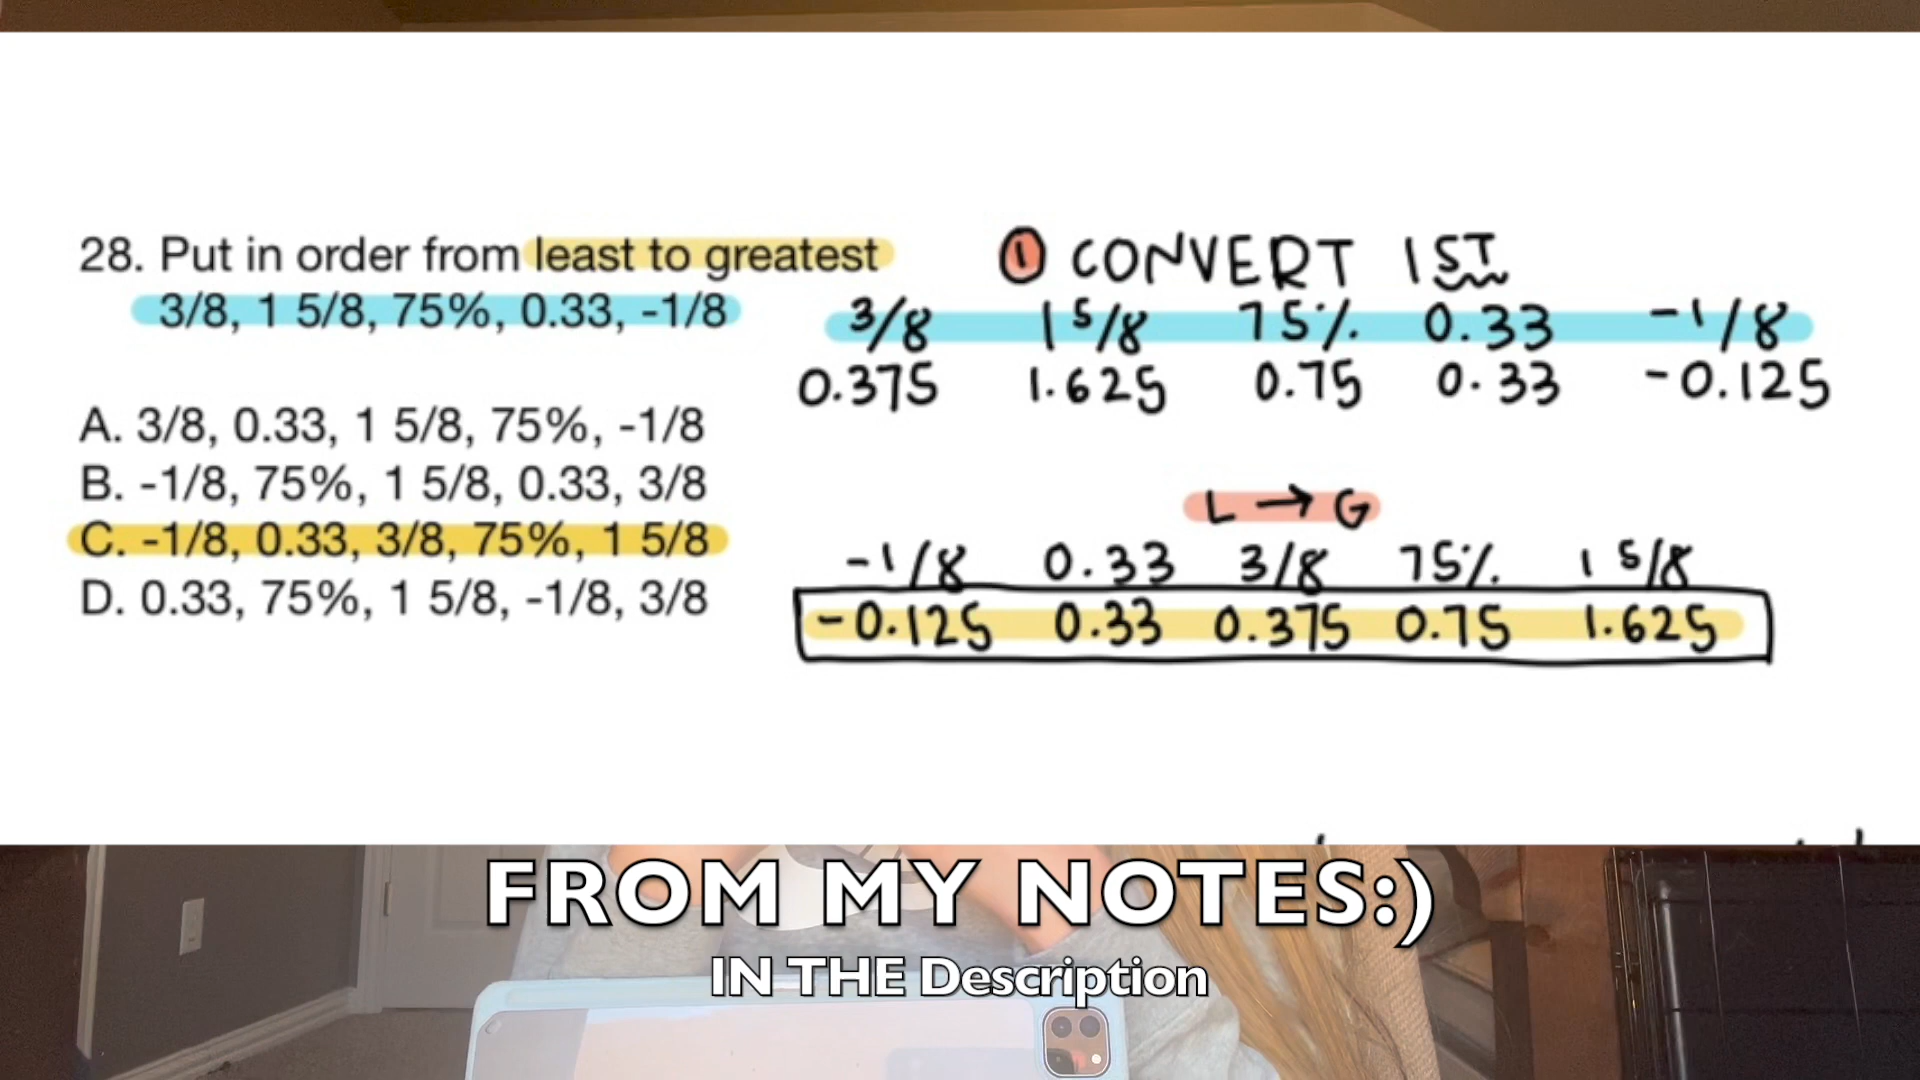 28. Put in order from least to greatest
3/8, 1 5/8, 75%, 0.33, -1/8
A. 3/8, 0.33, 1 5/8, 75%, -1/8
B. -1/8, 75%, 1 5/8, 0.33, 3/8
C. -1/8, 0.33, 3/8, 75%, 1 5/8
D. 0.33, 75%, 1 5/8, -1/8, 3/8
1 CONVERT 1ST
3/8 1 5/8 75% 0.33 -1/8
0.375 1.625 0.75 0.33 -0.125
L → G
-1/8 0.33 3/8 75% 1 5/8
-0.125 0.33 0.375 0.75 1.625
FROM MY NOTES:)
IN THE Description